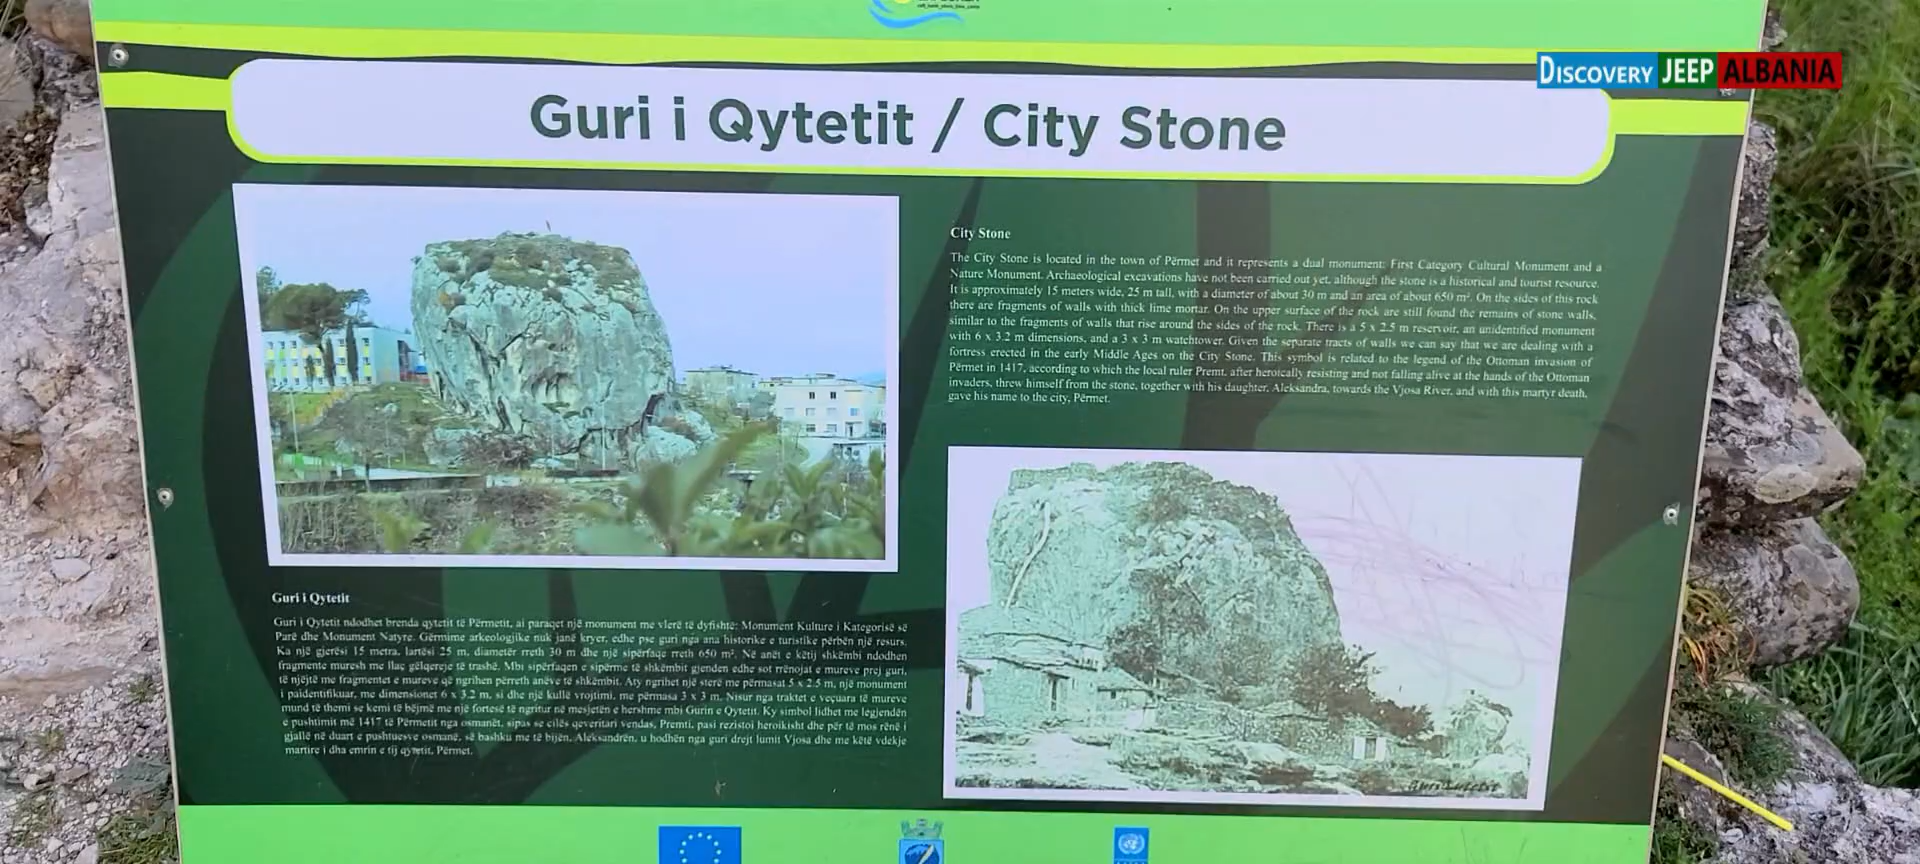 DISCOVERY JEEP ALBANIA
Guri i Qytetit / City Stone
City Stone
The City Stone is located in the town of Përmet and it represents a dual monument: First Category Cultural Monument and a
Nature Monument. Archaeological excavations have not been carried out yet, although the stone is a historical and tourist resource.
It is approximately 15 meters wide, 25 m tall, with a diameter of about 30 m and an area of about 650 m². On the sides of this rock
there are fragments of walls with thick lime mortar. On the upper surface of the rock are still found the remains of stone walls,
similar to the fragments of walls that rise around the sides of the rock. There is a 5 x 2.5 m reservoir, an unidentified monument
with 6 x 3.2 m dimensions, and a 3 x 3 m watchtower. Given the separate tracts of walls we can say that we are dealing with a
fortress erected in the early Middle Ages on the City Stone. This symbol is related to the legend of the Ottoman invasion of
Përmet in 1417, according to which the local ruler Premt, after heroically resisting and not falling alive at the hands of the Ottoman
invaders, threw himself from the stone, together with his daughter, Aleksandra, towards the Vjosa River, and with this martyr death,
gave his name to the city, Përmet.
Guri i Qytetit
Guri i Qytetit ndodhet brenda qytetit të Përmetit, ai paraqet një monument me vlerë të dyfishtë: Monument Kulture i Kategorisë së
Parë dhe Monument Natyre. Gërmime arkeologjike nuk janë kryer, edhe pse guri nga ana historike e turistike përbën një resurs.
Ka një gjerësi 15 metra, lartësi 25 m, diametër rreth 30 m dhe një sipërfaqe rreth 650 m². Në anët e këtij shkëmbi ndodhen
fragmente muresh me llaç gëlqereje të trashë. Mbi sipërfaqen e sipërme të shkëmbit gjenden edhe sot rrënojat e mureve prej guri,
të njëjtë me fragmentet e mureve që ngrihen përreth anëve të shkëmbit. Aty ngrihet një sterë me përmasat 5 x 2.5 m, një monument
i paidentifikuar, me dimensionet 6 x 3.2 m, si dhe një kullë vrojtimi, me përmasa 3 x 3 m. Nisur nga traktet e veçuara të mureve
mund të themi se kemi të bëjmë me një fortesë të ngritur në mesjetën e hershme mbi Gurin e Qytetit. Ky simbol lidhet me legjendën
e pushtimit më 1417 të Përmetit nga osmanët, sipas se cilës qeveritari vendas, Premti, pasi rezistoi heroikisht dhe për të mos rënë i
gjallë në duart e pushtuesve osmanë, së bashku me të bijën, Aleksandrën, u hodhën nga guri drejt lumit Vjosa dhe me këtë vdekje
martire i dha emrin e tij qytetit, Përmet.